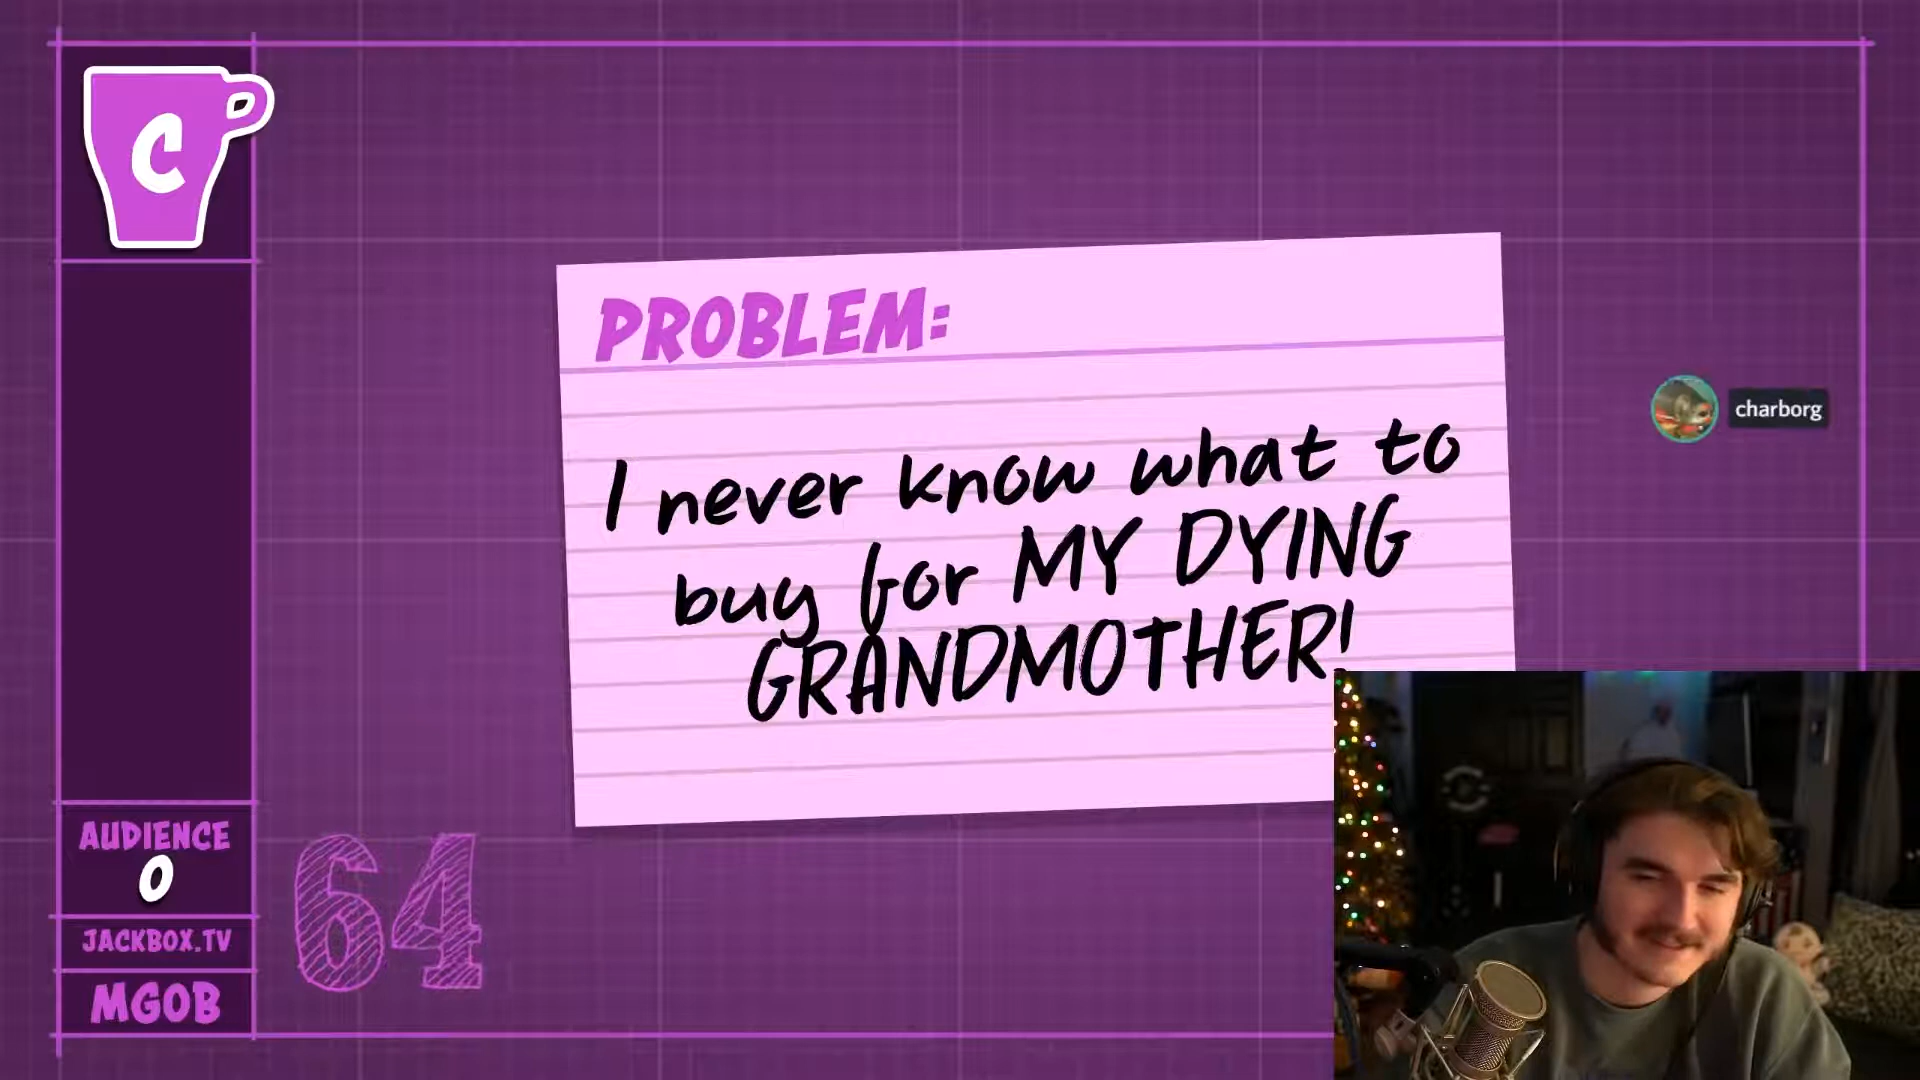 C
PROBLEM:
I never know what to
buy for MY DYING
GRANDMOTHER!
charborg
AUDIENCE
0
64
JACKBOX.TV
MGOB